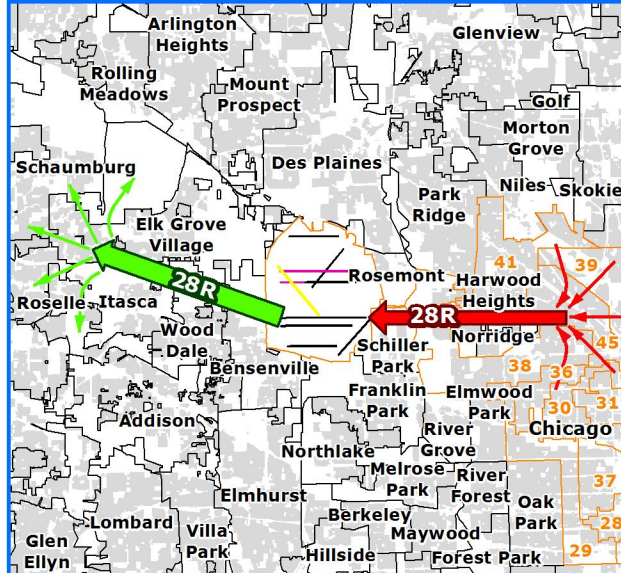 Arlington
Heights
Glenview
Rolling
Meadows
Mount
Prospect
Golf
Morton
Grove
Des Plaines
Schaumburg
Niles
Skokie
Park
Ridge
Elk Grove
Village
41
39
Rosemont
Harwood
Heights
28R
28R
Roselle
Itasca
Norridge
45
Wood
Dale
Schiller
Park
38
36
Bensenville
Franklin
Park
Elmwood
Park
30
31
Addison
River
Grove
Chicago
Northlake
Melrose
Park
River
Forest
37
Elmhurst
Oak
Park
Berkeley
28
Lombard
Villa
Park
Maywood
Glen
Ellyn
Hillside
Forest Park
29